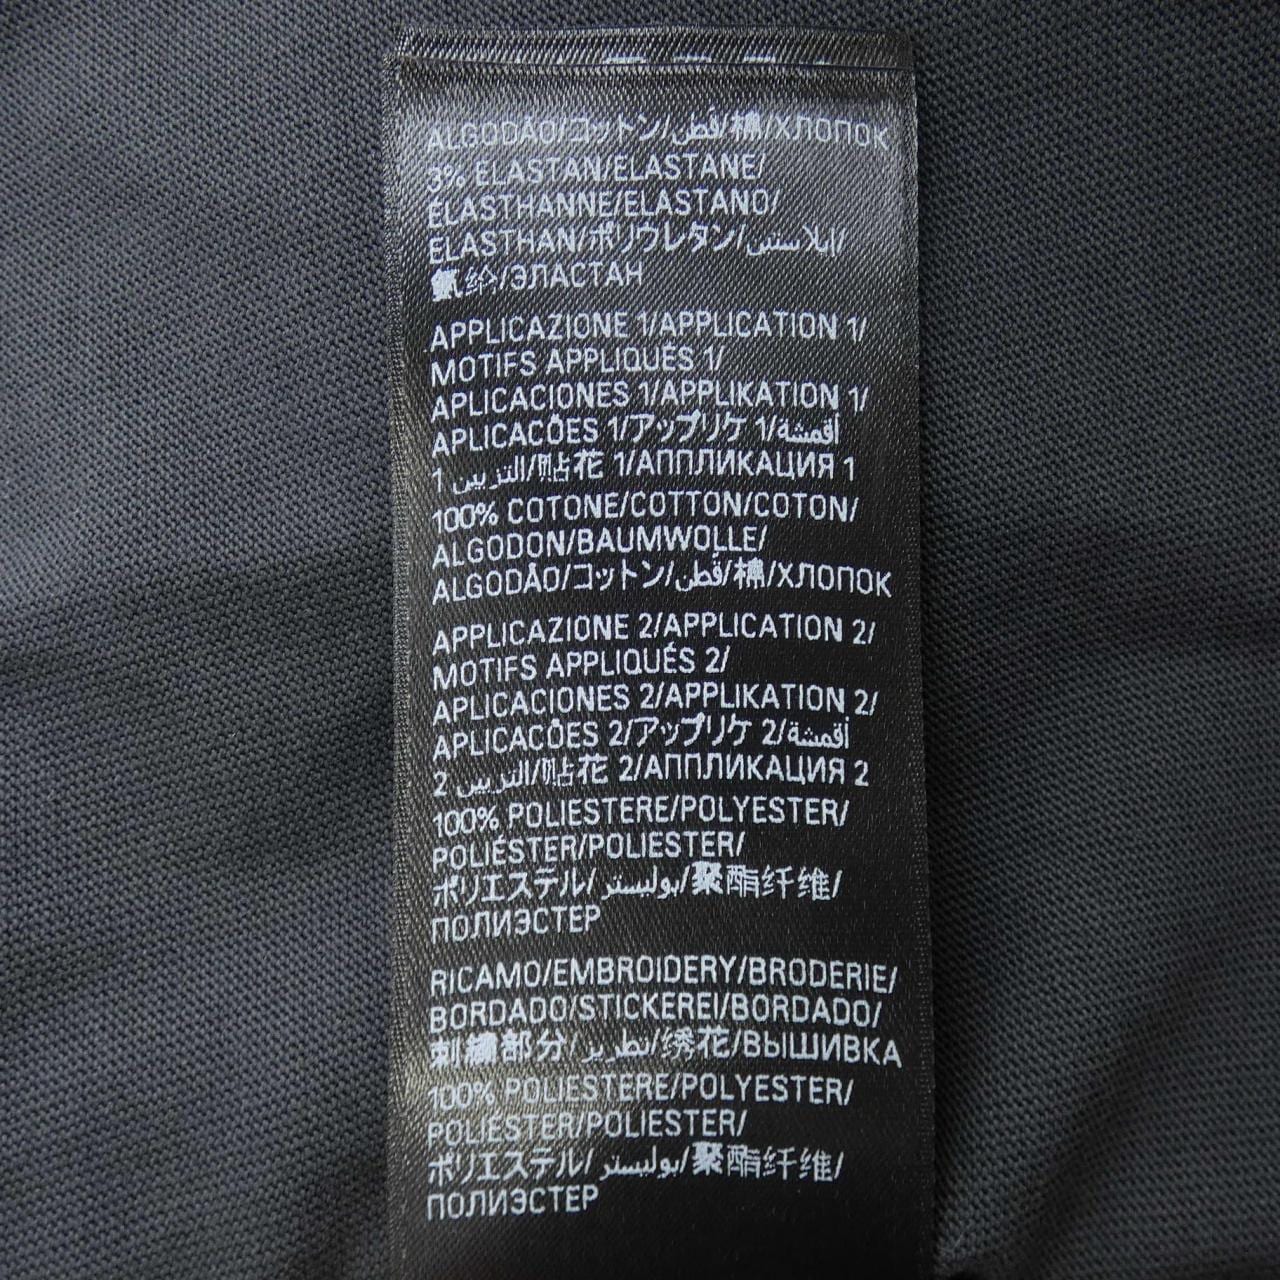 ALGODÃO/コットン/قُطن/棉/ХЛОПОК
3% ELASTAN/ELASTANE/
ÉLASTHANNE/ELASTANO/
ELASTHAN/ポリウレタン/إيلاستين/
氨纶/ЭЛАСТАН
APPLICAZIONE 1/APPLICATION 1/
MOTIFS APPLIQUÉS 1/
APLICACIONES 1/APPLIKATION 1/
APLICAÇÕES 1/アップリケ 1/أقمشة
التزيين 1/贴花 1/АППЛИКАЦИЯ 1
100% COTONE/COTTON/COTON/
ALGODON/BAUMWOLLE/
ALGODÃO/コットン/قُطن/棉/ХЛОПОК
APPLICAZIONE 2/APPLICATION 2/
MOTIFS APPLIQUÉS 2/
APLICACIONES 2/APPLIKATION 2/
APLICAÇÕES 2/アップリケ 2/أقمشة
التزيين 2/贴花 2/АППЛИКАЦИЯ 2
100% POLIESTERE/POLYESTER/
POLIÉSTER/POLIESTER/
ポリエステル/بوليستر/聚酯纤维/
ПОЛИЭСТЕР
RICAMO/EMBROIDERY/BRODERIE/
BORDADO/STICKEREI/BORDADO/
刺繍部分/تطريز/绣花/ВЫШИВКА
100% POLIESTERE/POLYESTER/
POLIÉSTER/POLIESTER/
ポリエステル/بوليستر/聚酯纤维/
ПОЛИЭСТЕР